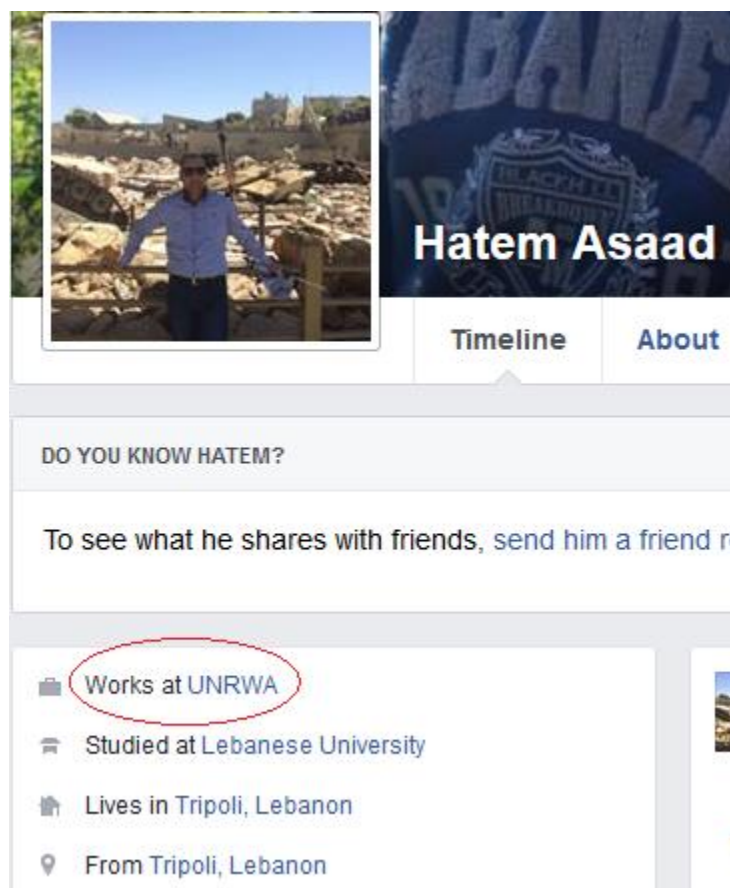 Hatem Asaad
Timeline About
DO YOU KNOW HATEM?
To see what he shares with friends, send him a friend
Works at UNRWA
Studied at Lebanese University
Lives in Tripoli, Lebanon
From Tripoli, Lebanon